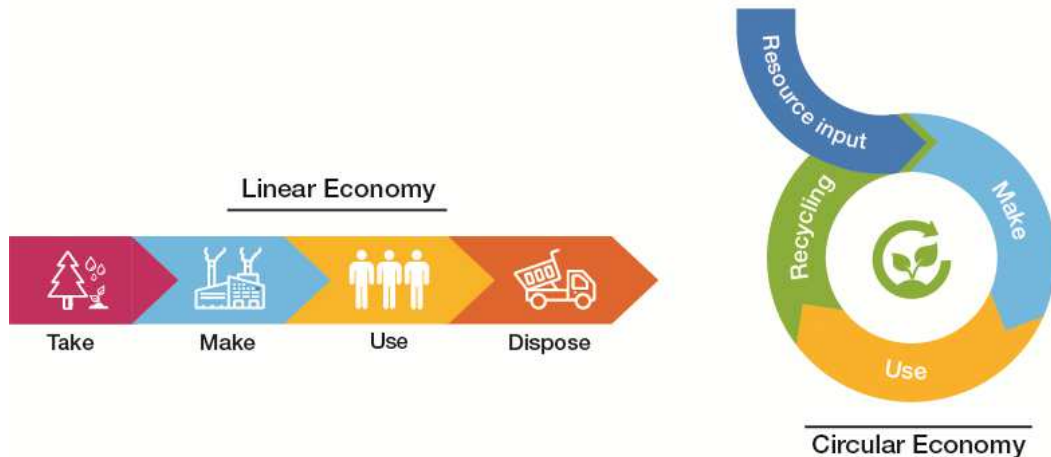 Linear Economy
Take
Make
Use
Dispose
Resource input
Make
Use
Recycling
Circular Economy